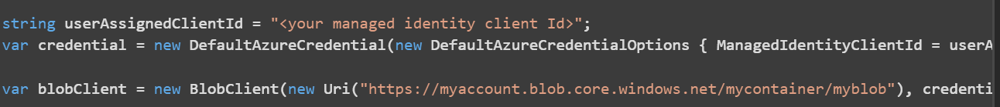 string userAssignedClientId = "<your managed identity client Id>";
var credential = new DefaultAzureCredential(new DefaultAzureCredentialOptions { ManagedIdentityClientId = userA
var blobClient = new BlobClient(new Uri("https://myaccount.blob.core.windows.net/mycontainer/myblob"), credenti